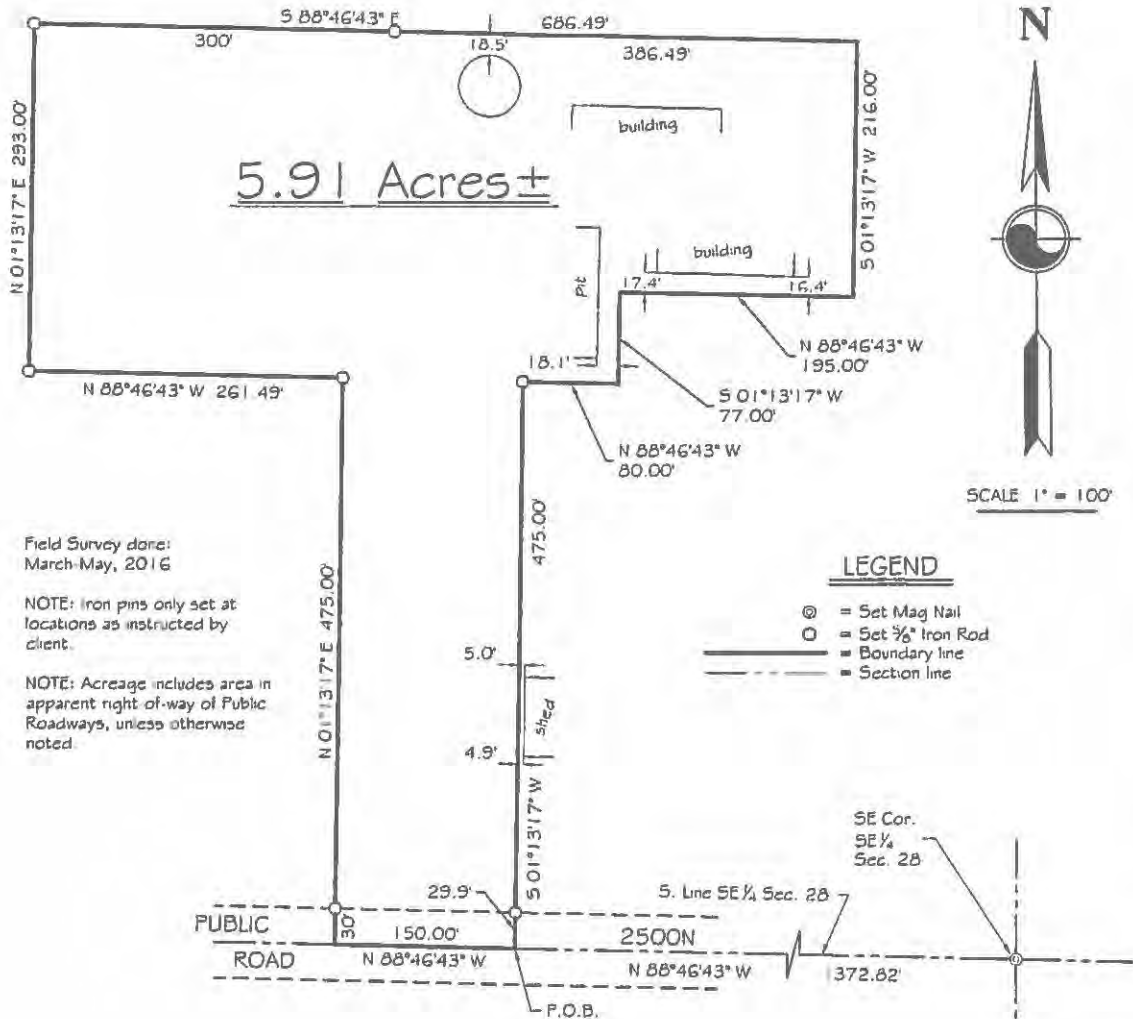 S 88°46'43" E
686.49'
300'
18.5'
386.49'
N
building
5.91 Acres±
N 01°13'17" E 293.00'
S 01°13'17" W 216.00'
building
pit
17.4'
16.4'
18.1'
N 88°46'43" W
195.00'
N 88°46'43" W 261.49'
S 01°13'17" W
77.00'
N 88°46'43" W
80.00'
SCALE 1" = 100'
Field Survey done:
March-May, 2016
NOTE: Iron pins only set at
locations as instructed by
client.
NOTE: Acreage includes area in
apparent right of-way of Public
Roadways, unless otherwise
noted.
N 01°13'17" E 475.00'
475.00'
S 01°13'17" W
LEGEND
= Set Mag Nail
= Set 5/8" Iron Rod
= Boundary line
= Section line
5.0'
shed
4.9'
SE Cor.
SE 1/4
Sec. 28
29.9'
S. Line SE 1/4 Sec. 28
PUBLIC
30'
150.00'
2500N
ROAD
N 88°46'43" W
N 88°46'43" W
1372.82'
P.O.B.